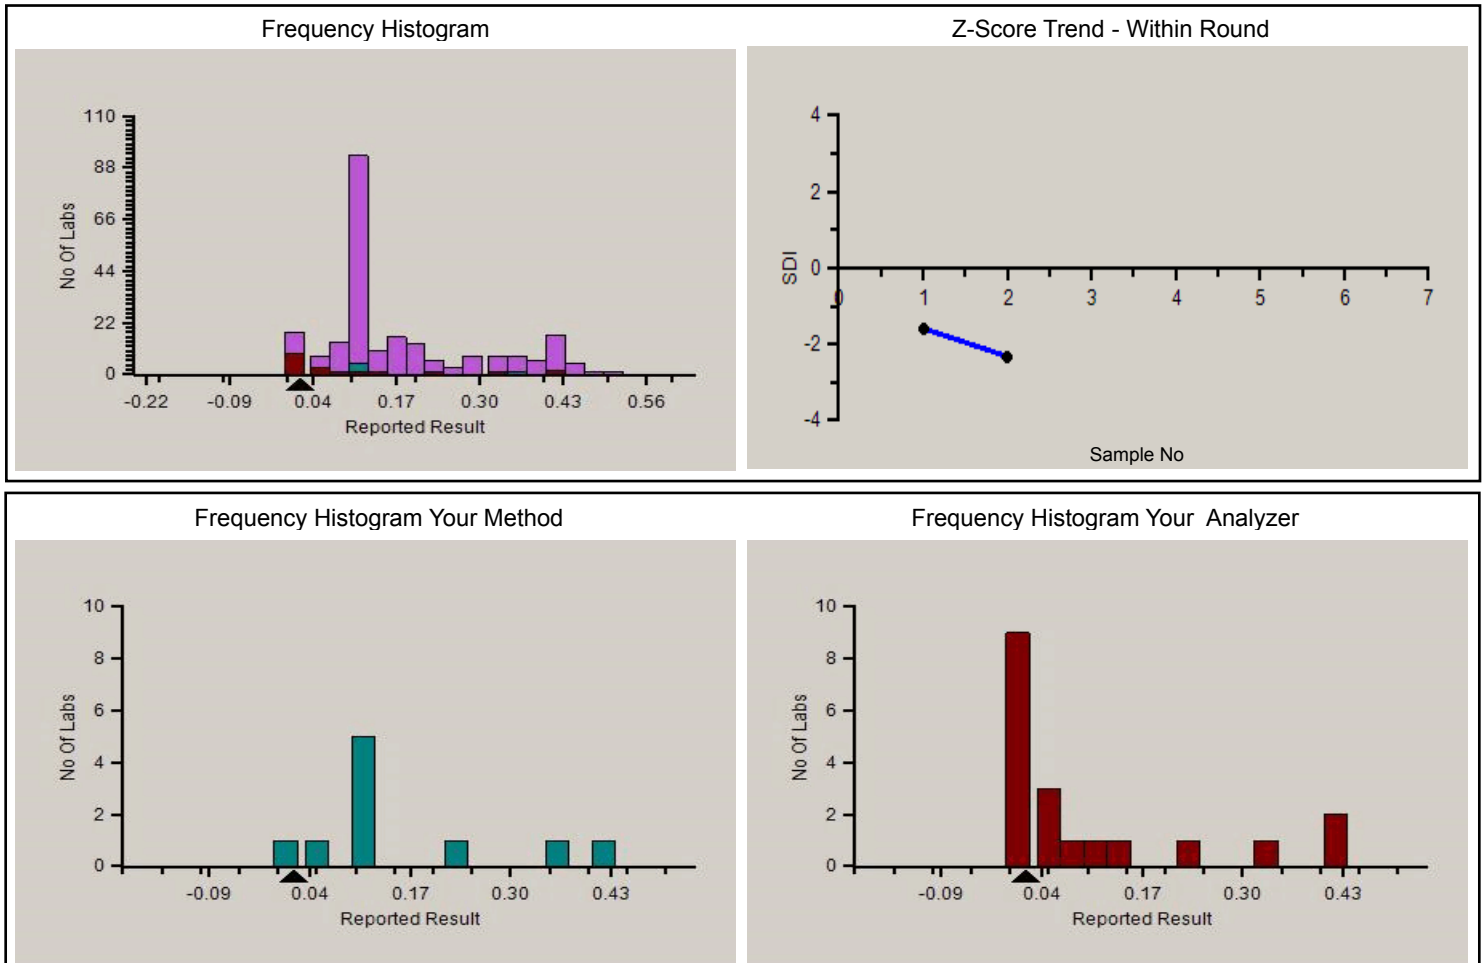 Frequency Histogram
110
88
66
44
22
0
No Of Labs
-0.22 -0.09 0.04 0.17 0.30 0.43 0.56
Reported Result
Z-Score Trend - Within Round
4
2
0
-2
-4
SDI
0 1 2 3 4 5 6 7
Sample No
Frequency Histogram Your Method
10
8
6
4
2
0
No Of Labs
-0.09 0.04 0.17 0.30 0.43
Reported Result
Frequency Histogram Your Analyzer
10
8
6
4
2
0
No Of Labs
-0.09 0.04 0.17 0.30 0.43
Reported Result